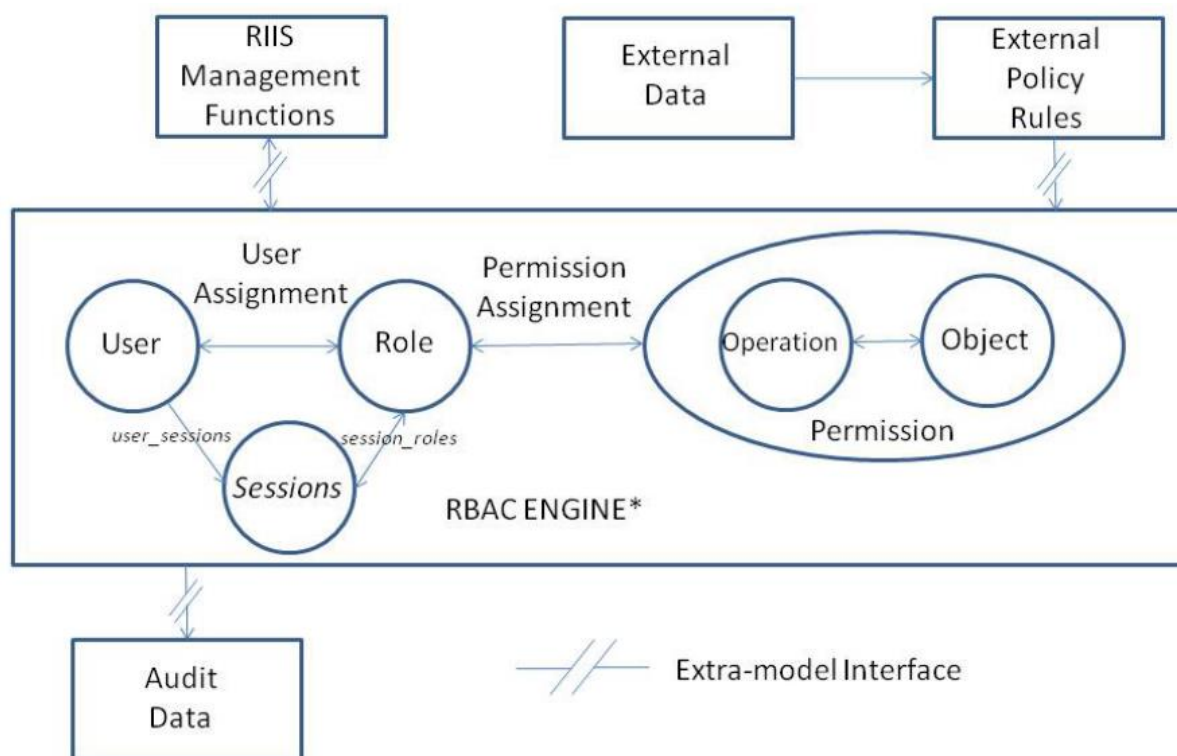 RIIS
Management
Functions
External
Data
External
Policy
Rules
User
Assignment
Permission
Assignment
User
Role
Operation
Object
user_sessions
session_roles
Permission
Sessions
RBAC ENGINE*
Audit
Data
Extra-model Interface